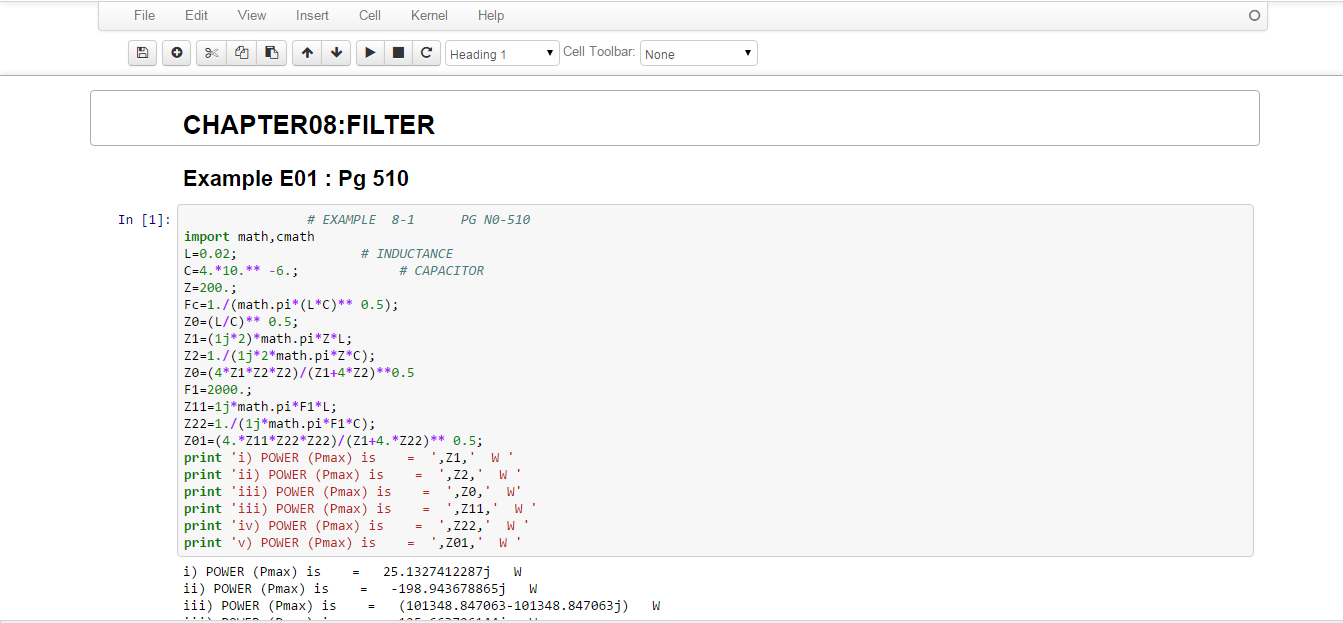 File Edit View Insert Cell Kernel Help
Heading 1 Cell Toolbar: None
CHAPTER08:FILTER
Example E01 : Pg 510
In [1]: # EXAMPLE 8-1 PG N0-510
import math,cmath
L=0.02; # INDUCTANCE
C=4.*10.** -6.; # CAPACITOR
Z=200.;
Fc=1./(math.pi*(L*C)** 0.5);
Z0=(L/C)** 0.5;
Z1=(1j*2)*math.pi*Z*L;
Z2=1./(1j*2*math.pi*Z*C);
Z0=(4*Z1*Z2*Z2)/(Z1+4*Z2)**0.5
F1=2000.;
Z11=1j*math.pi*F1*L;
Z22=1./(1j*math.pi*F1*C);
Z01=(4.*Z11*Z22*Z22)/(Z1+4.*Z22)** 0.5;
print 'i) POWER (Pmax) is = ',Z1,' W '
print 'ii) POWER (Pmax) is = ',Z2,' W '
print 'iii) POWER (Pmax) is = ',Z0,' W'
print 'iii) POWER (Pmax) is = ',Z11,' W '
print 'iv) POWER (Pmax) is = ',Z22,' W '
print 'v) POWER (Pmax) is = ',Z01,' W '
i) POWER (Pmax) is = 25.1327412287j W
ii) POWER (Pmax) is = -198.943678865j W
iii) POWER (Pmax) is = (101348.847063-101348.847063j) W